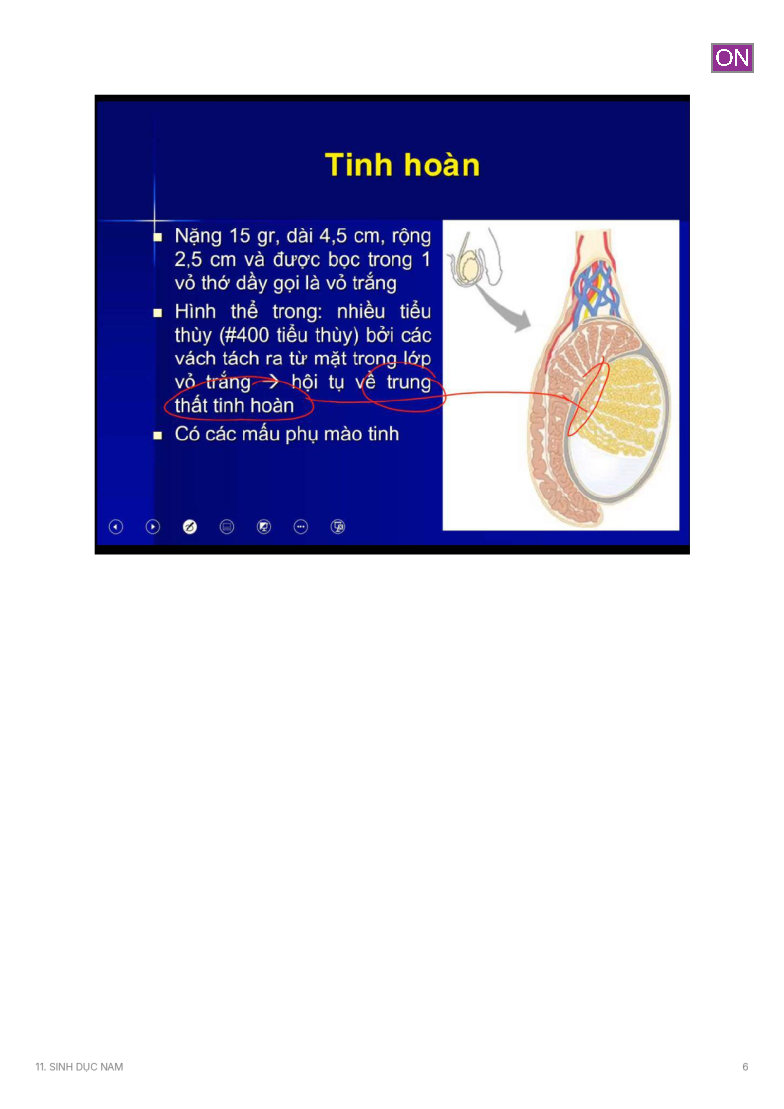 ON
Tinh hoàn
Nặng 15 gr, dài 4,5 cm, rộng
2,5 cm và được bọc trong 1
vỏ thớ dầy gọi là vỏ trắng
Hình thể trong: nhiều tiểu
thùy (#400 tiểu thùy) bởi các
vách tách ra từ mặt trong lớp
vỏ trắng → hội tụ về trung
thất tinh hoàn
Có các mấu phụ mào tinh
11. SINH DỤC NAM
6